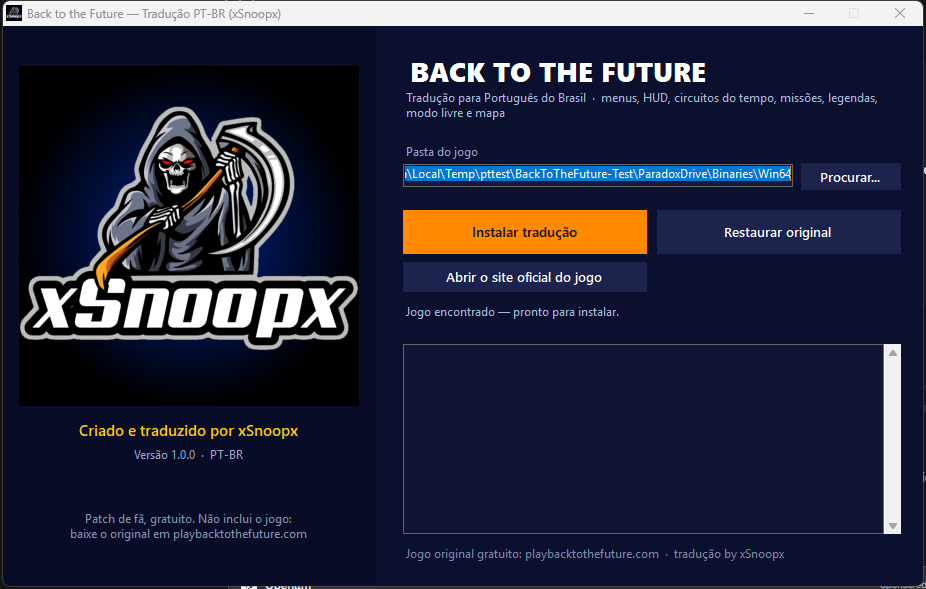 Back to the Future — Tradução PT-BR (xSnoopx)
BACK TO THE FUTURE
Tradução para Português do Brasil · menus, HUD, circuitos do tempo, missões, legendas,
modo livre e mapa
Pasta do jogo
\Local\Temp\pttest\BackToTheFuture-Test\ParadoxDrive\Binaries\Win64
Procurar...
Instalar tradução
Restaurar original
Abrir o site oficial do jogo
Jogo encontrado — pronto para instalar.
xSnoopx
Criado e traduzido por xSnoopx
Versão 1.0.0 · PT-BR
Patch de fã, gratuito. Não inclui o jogo:
baixe o original em playbacktothefuture.com
Jogo original gratuito: playbacktothefuture.com · tradução by xSnoopx